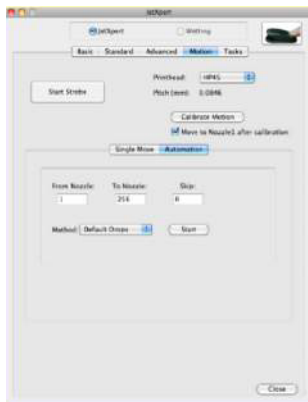 JetXpert
JetXpert Wetting
Basic Standard Advanced Motion Tasks
Start Strobe
Printhead: HP45
Pitch (mm): 0.0846
Calibrate Motion
Move to Nozzle1 after calibration
Single Move Automation
From Nozzle: To Nozzle: Skip:
1 256 0
Method: Default Drops Start
Close